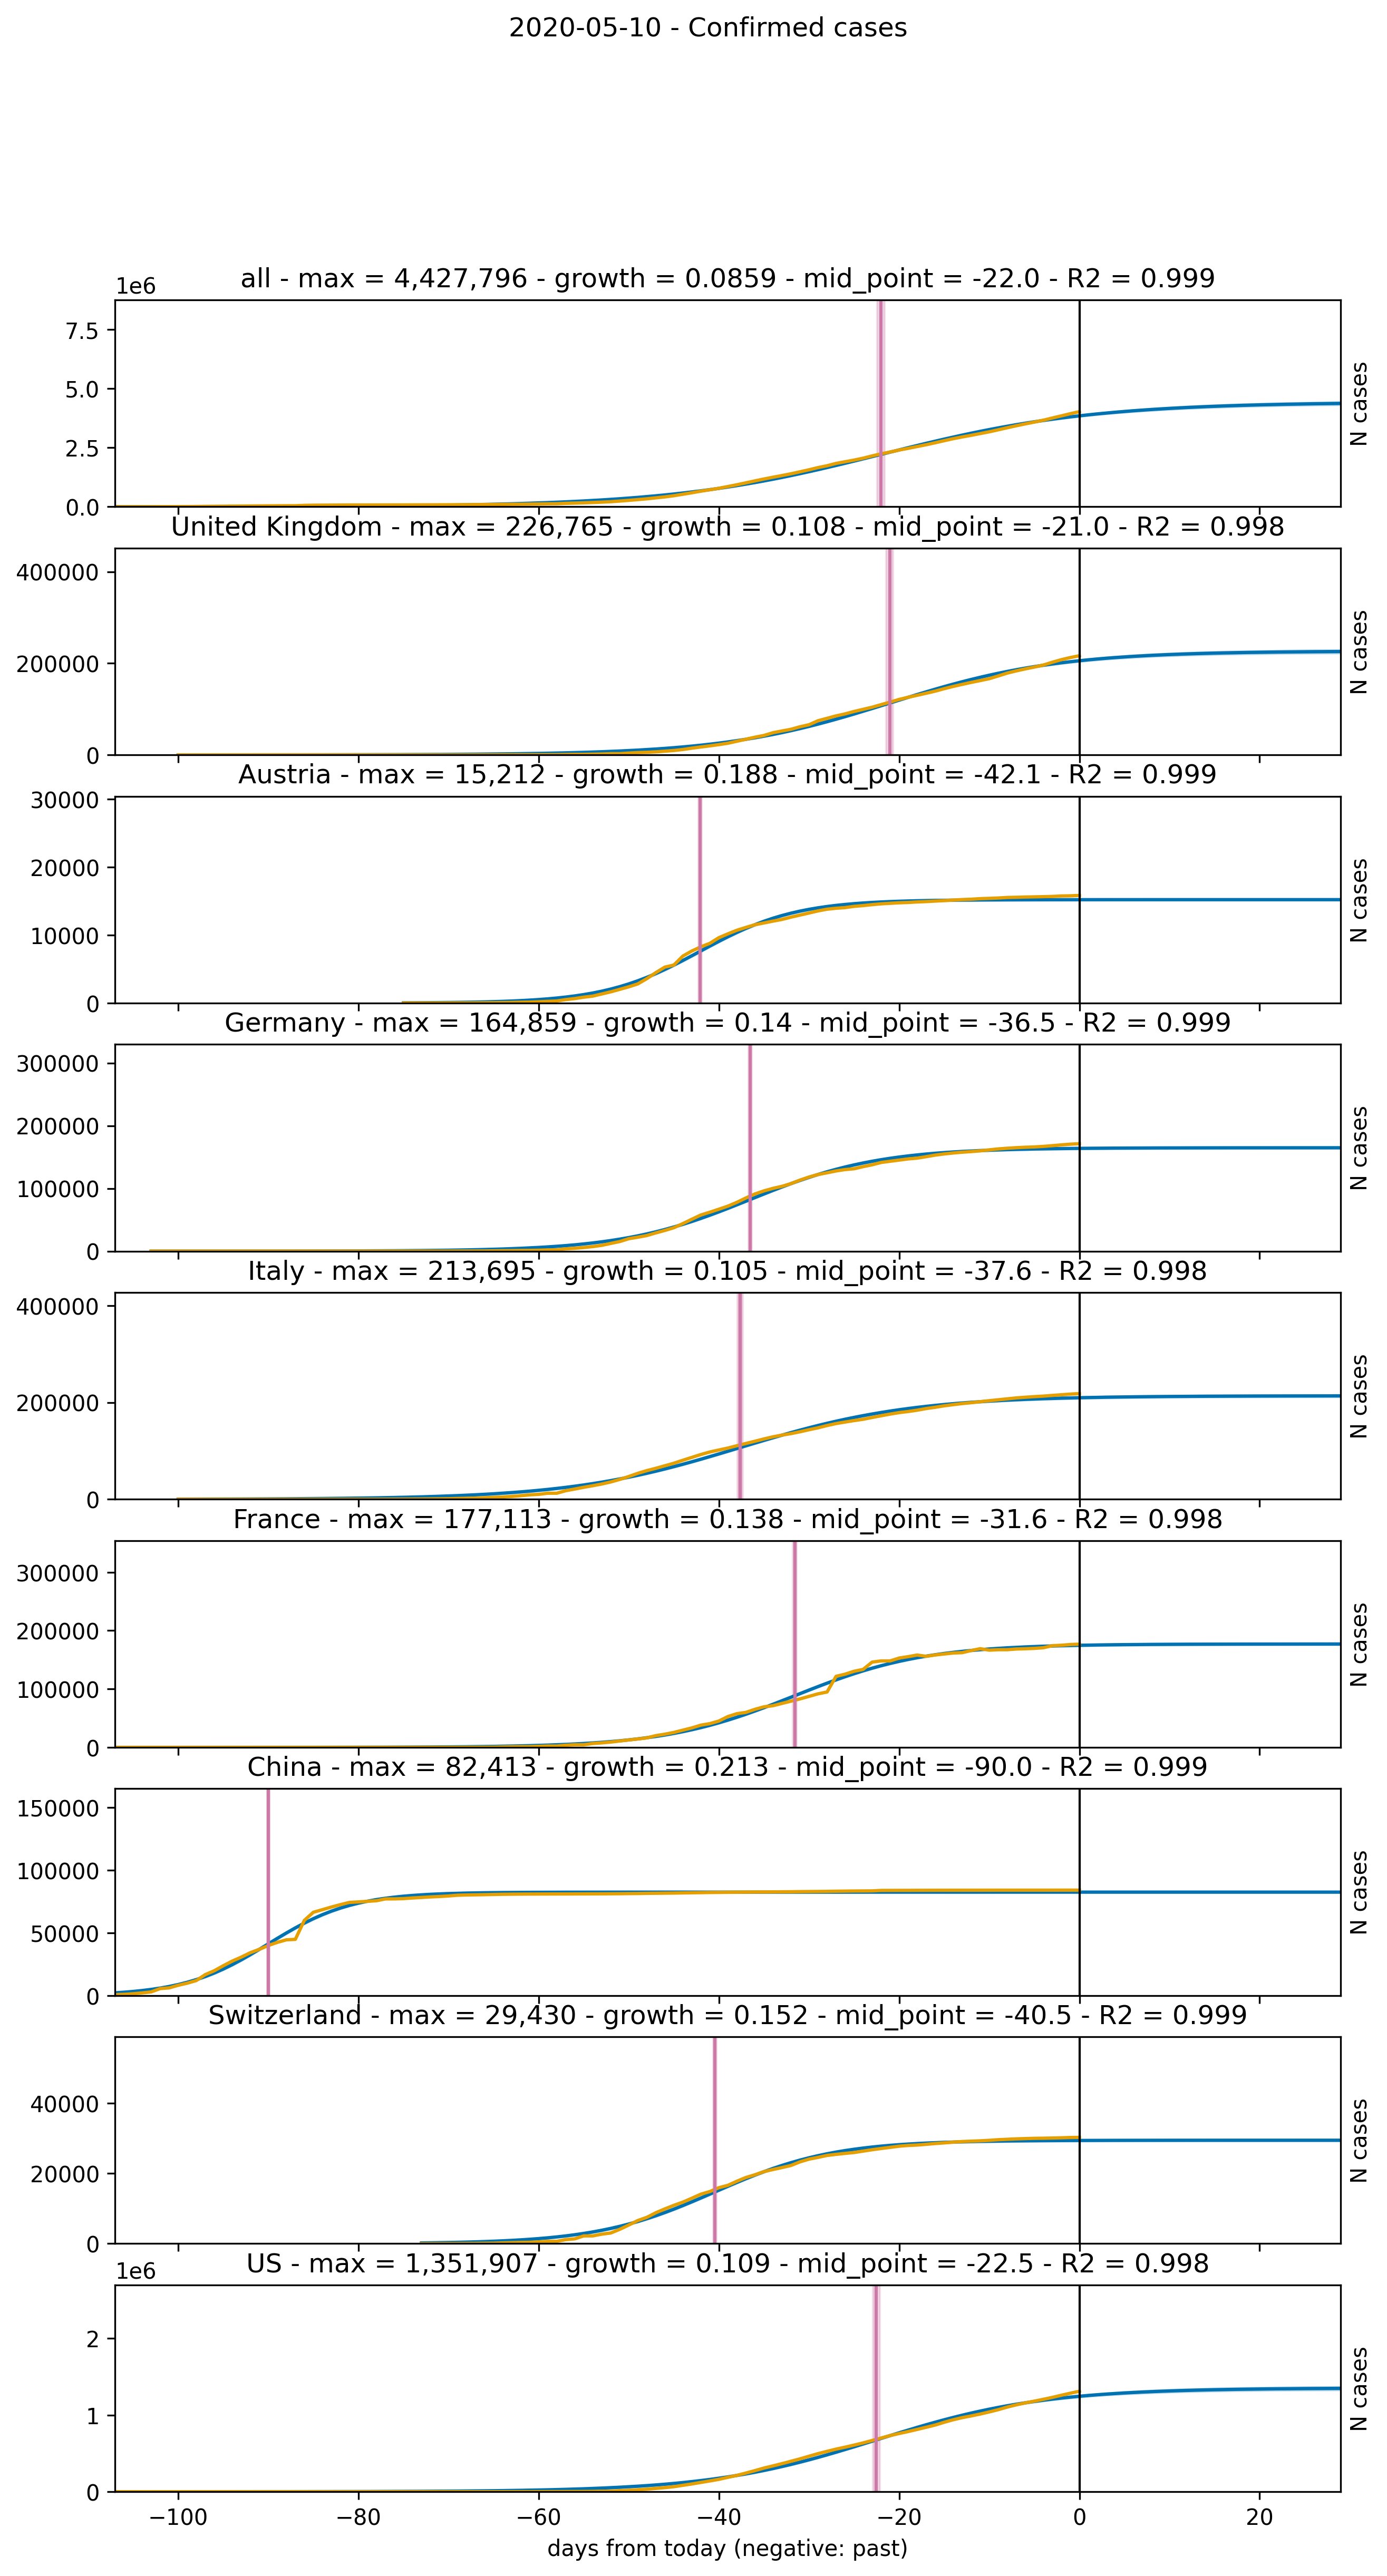 2020-05-10 - Confirmed cases
all - max = 4,427,796 - growth = 0.0859 - mid_point = -22.0 - R2 = 0.999
1e6
7.5
5.0
2.5
0.0
N cases
United Kingdom - max = 226,765 - growth = 0.108 - mid_point = -21.0 - R2 = 0.998
400000
200000
0
N cases
Austria - max = 15,212 - growth = 0.188 - mid_point = -42.1 - R2 = 0.999
30000
20000
10000
0
N cases
Germany - max = 164,859 - growth = 0.14 - mid_point = -36.5 - R2 = 0.999
300000
200000
100000
0
N cases
Italy - max = 213,695 - growth = 0.105 - mid_point = -37.6 - R2 = 0.998
400000
200000
0
N cases
France - max = 177,113 - growth = 0.138 - mid_point = -31.6 - R2 = 0.998
300000
200000
100000
0
N cases
China - max = 82,413 - growth = 0.213 - mid_point = -90.0 - R2 = 0.999
150000
100000
50000
0
N cases
Switzerland - max = 29,430 - growth = 0.152 - mid_point = -40.5 - R2 = 0.999
40000
20000
0
N cases
US - max = 1,351,907 - growth = 0.109 - mid_point = -22.5 - R2 = 0.998
1e6
2
1
0
N cases
−100 −80 −60 −40 −20 0 20
days from today (negative: past)